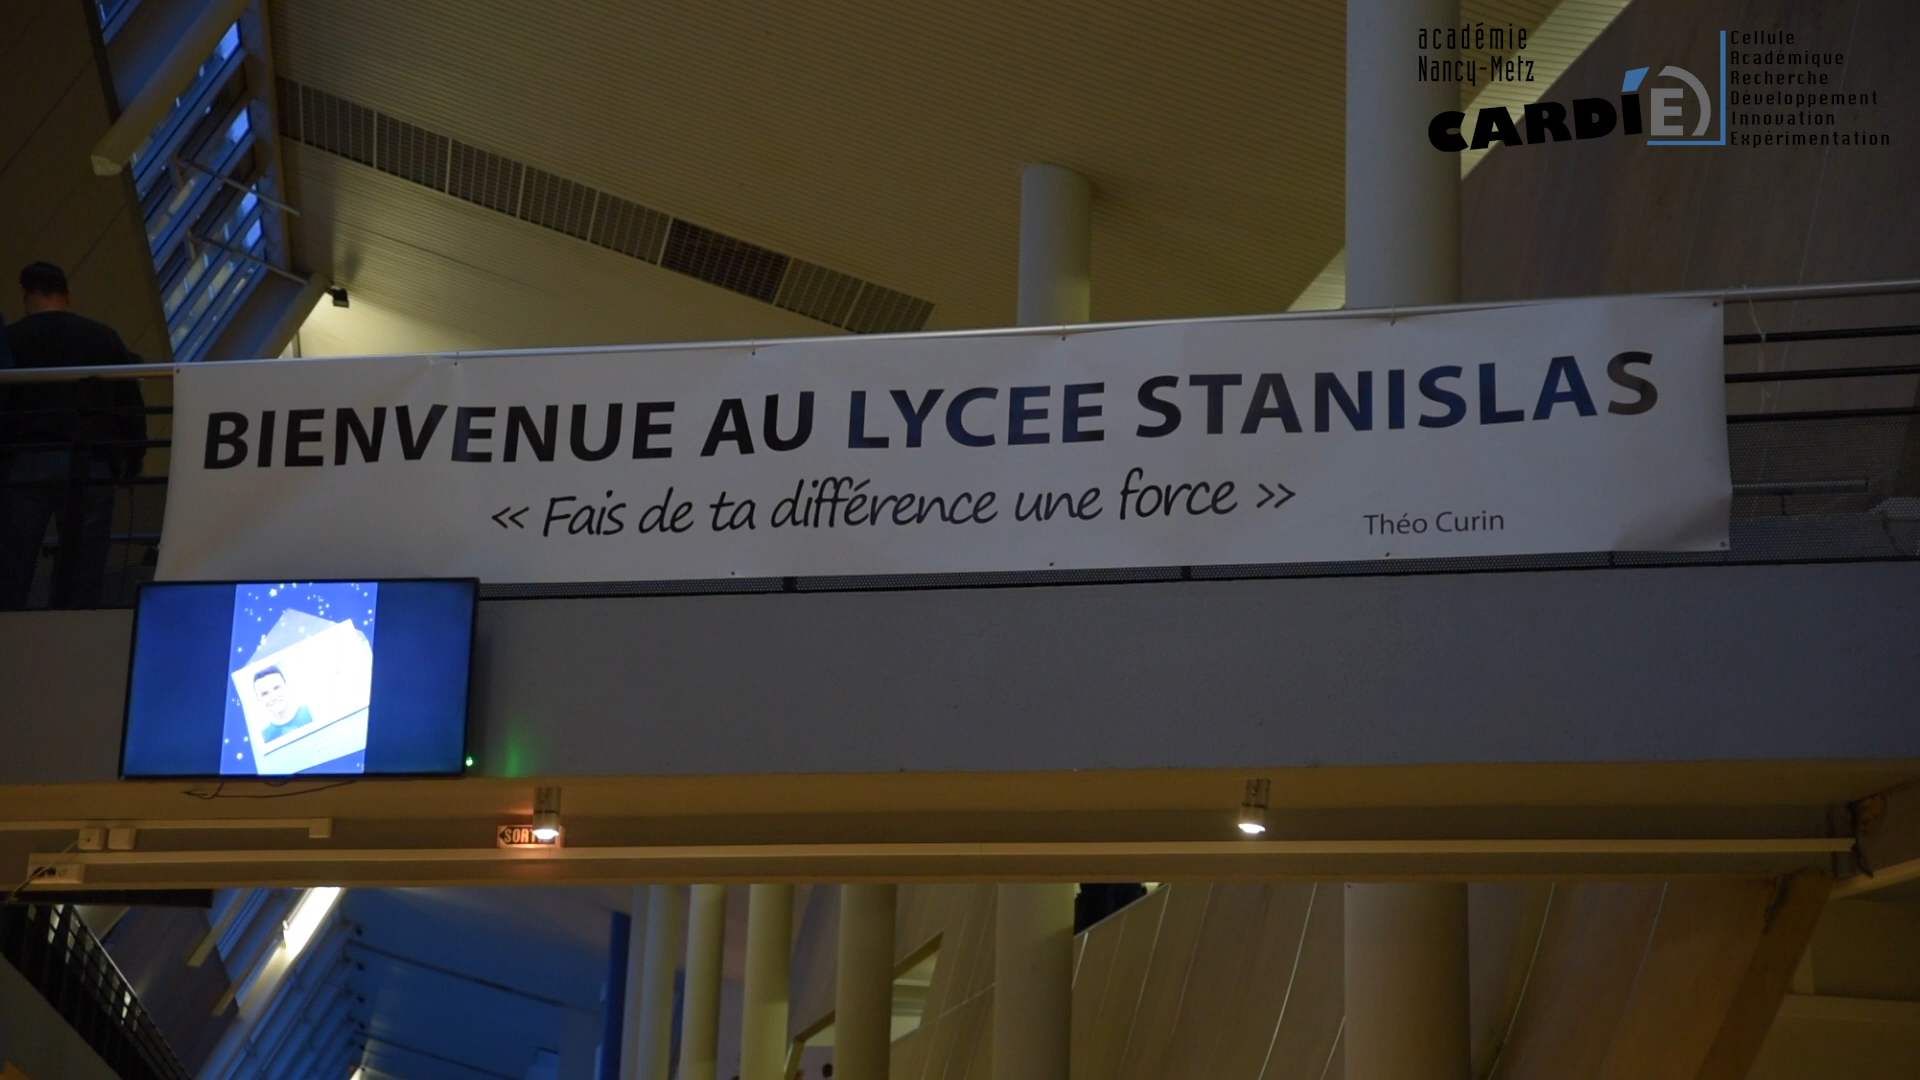 académie
Nancy-Metz
CARDIE
Cellule
Académique
Recherche
Développement
Innovation
Expérimentation
BIENVENUE AU LYCEE STANISLAS
« Fais de ta différence une force »
Théo Curin